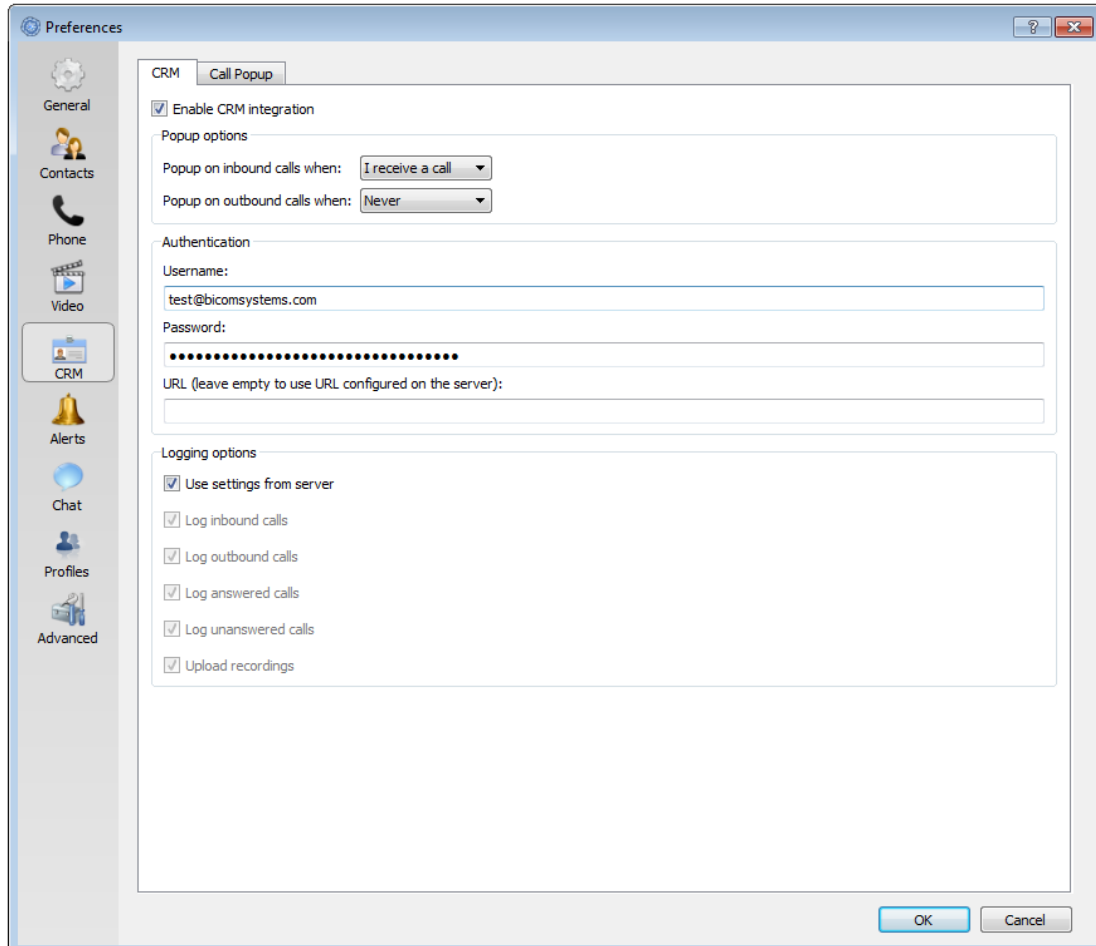 Preferences
General
Contacts
Phone
Video
CRM
Alerts
Chat
Profiles
Advanced
CRM Call Popup
Enable CRM integration
Popup options
Popup on inbound calls when: I receive a call
Popup on outbound calls when: Never
Authentication
Username:
test@bicomsystems.com
Password:
•••••••••••••••••••••••••••••••••
URL (leave empty to use URL configured on the server):
Logging options
Use settings from server
Log inbound calls
Log outbound calls
Log answered calls
Log unanswered calls
Upload recordings
OK Cancel